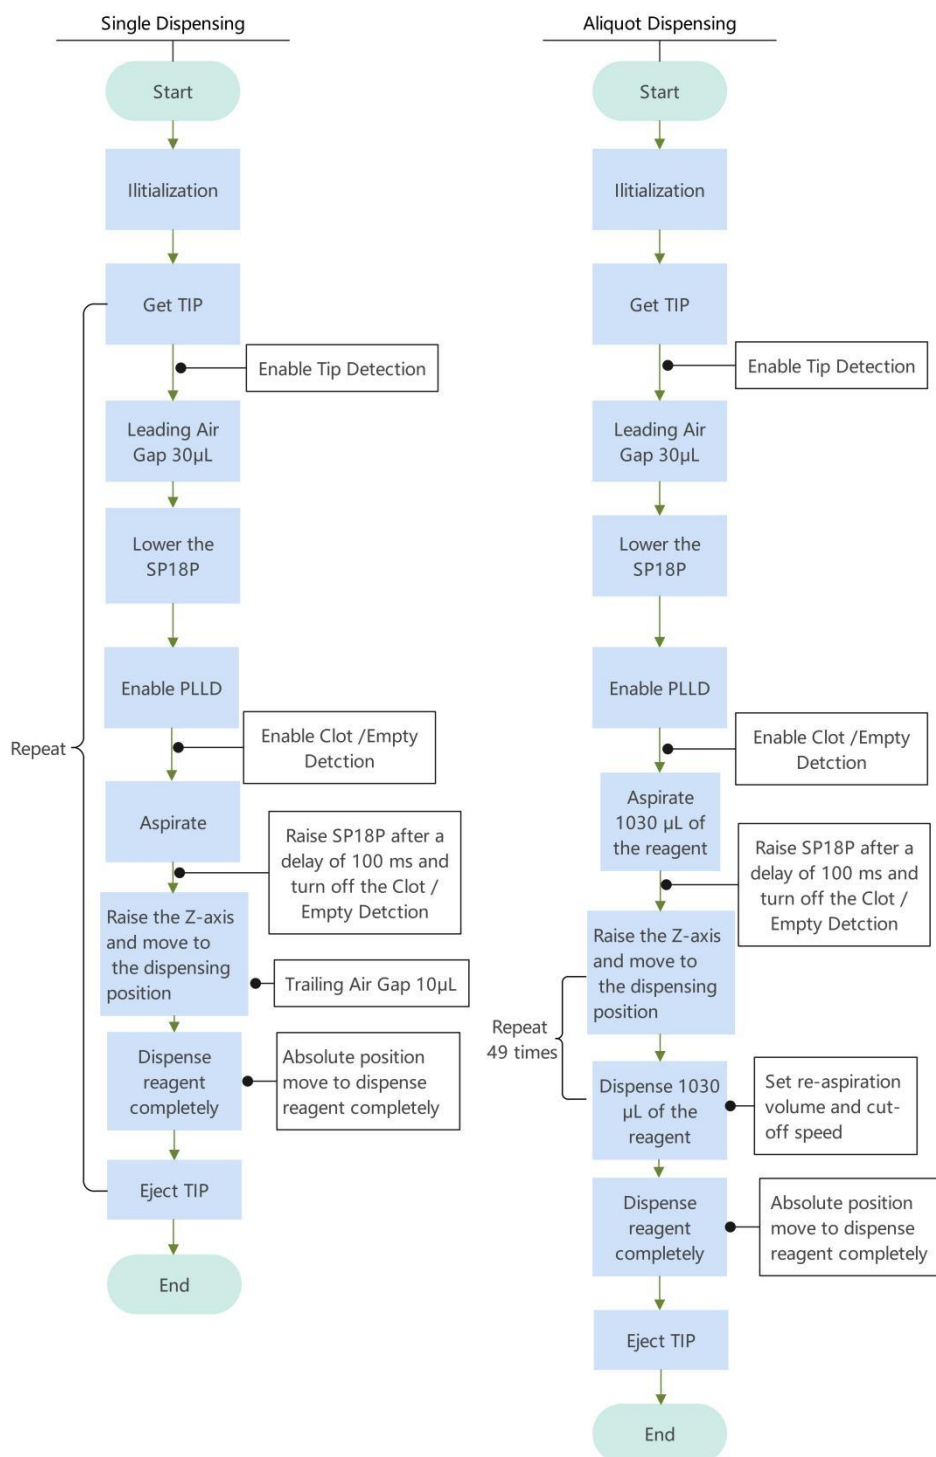 Single Dispensing
Start
Ilitialization
Get TIP
Enable Tip Detection
Leading Air
Gap 30μL
Lower the
SP18P
Enable PLLD
Repeat
Enable Clot /Empty
Detction
Aspirate
Raise SP18P after a
delay of 100 ms and
turn off the Clot /
Empty Detction
Raise the Z-axis
and move to
the dispensing
position
Trailing Air Gap 10μL
Dispense
reagent
completely
Absolute position
move to dispense
reagent completely
Eject TIP
End
Aliquot Dispensing
Start
Ilitialization
Get TIP
Enable Tip Detection
Leading Air
Gap 30μL
Lower the
SP18P
Enable PLLD
Enable Clot /Empty
Detction
Aspirate
1030 μL of
the reagent
Raise SP18P after a
delay of 100 ms and
turn off the Clot /
Empty Detction
Raise the Z-axis
and move to
the dispensing
position
Repeat
49 times
Dispense 1030
μL of the
reagent
Set re-aspiration
volume and cut-
off speed
Dispense
reagent
completely
Absolute position
move to dispense
reagent completely
Eject TIP
End